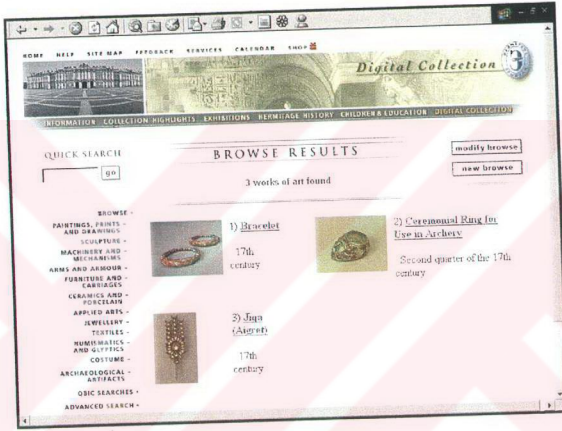 HOME HELP SITE MAP FEEDBACK SERVICES CALENDAR SHOP
Digital Collection
3
INFORMATION COLLECTION HIGHLIGHTS EXHIBITIONS HERMITAGE HISTORY CHILDREN & EDUCATION DIGITAL COLLECTION
QUICK SEARCH
go
BROWSE RESULTS
modify browse
new browse
3 works of art found
BROWSE -
PAINTINGS, PRINTS -
AND DRAWINGS
SCULPTURE -
MACHINERY AND -
MECHANISMS
ARMS AND ARMOUR -
FURNITURE AND -
CARRIAGES
CERAMICS AND -
PORCELAIN
APPLIED ARTS -
JEWELLERY -
TEXTILES -
NUMISMATICS -
AND GLYPTICS
COSTUME -
ARCHAEOLOGICAL -
ARTIFACTS
QBIC SEARCHES -
ADVANCED SEARCH -
1) Bracelet
17th
century
2) Ceremonial Ring for
Use in Archery
Second quarter of the 17th
century
3) Jiga
(Aigret)
17th
century